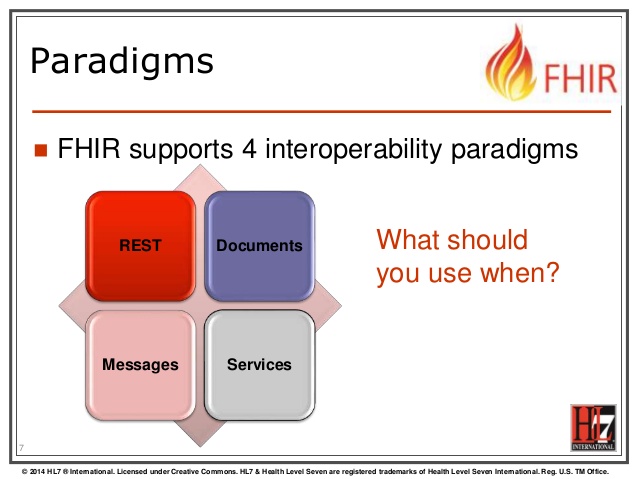 Paradigms
FHIR
■ FHIR supports 4 interoperability paradigms
REST
Documents
What should
you use when?
Messages
Services
HL7
INTERNATIONAL
7
© 2014 HL7 ® International. Licensed under Creative Commons. HL7 & Health Level Seven are registered trademarks of Health Level Seven International. Reg. U.S. TM Office.